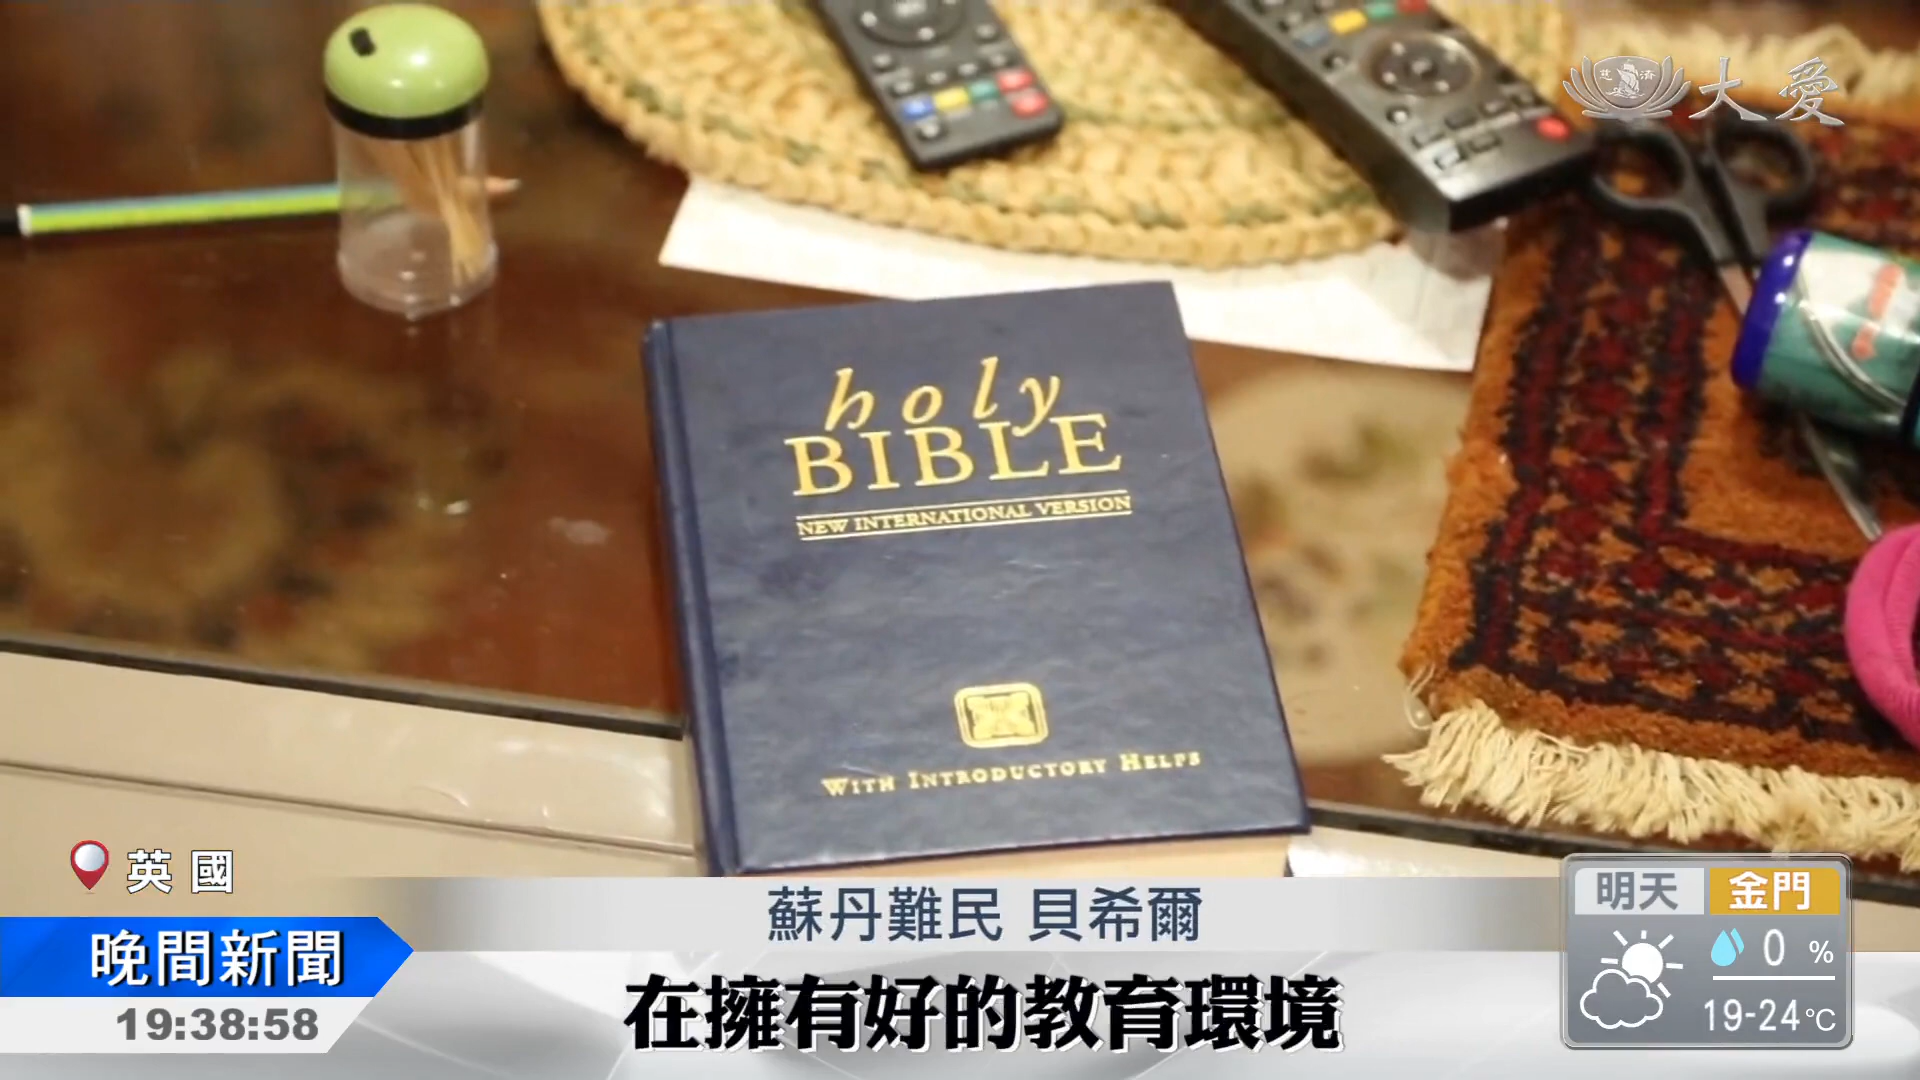 慈濟
大愛
holy
BIBLE
NEW INTERNATIONAL VERSION
WITH INTRODUCTORY HELPS
英國
晚間新聞
19:38:58
蘇丹難民 貝希爾
在擁有好的教育環境
明天
金門
0 %
19-24°C